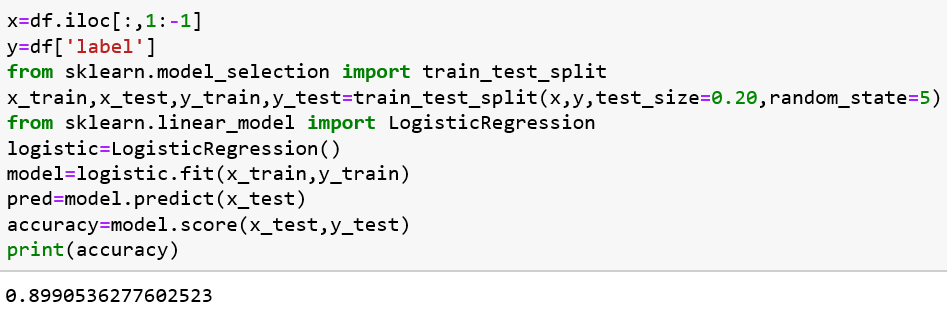 x=df.iloc[:,1:-1]
y=df['label']
from sklearn.model_selection import train_test_split
x_train,x_test,y_train,y_test=train_test_split(x,y,test_size=0.20,random_state=5)
from sklearn.linear_model import LogisticRegression
logistic=LogisticRegression()
model=logistic.fit(x_train,y_train)
pred=model.predict(x_test)
accuracy=model.score(x_test,y_test)
print(accuracy)
0.8990536277602523